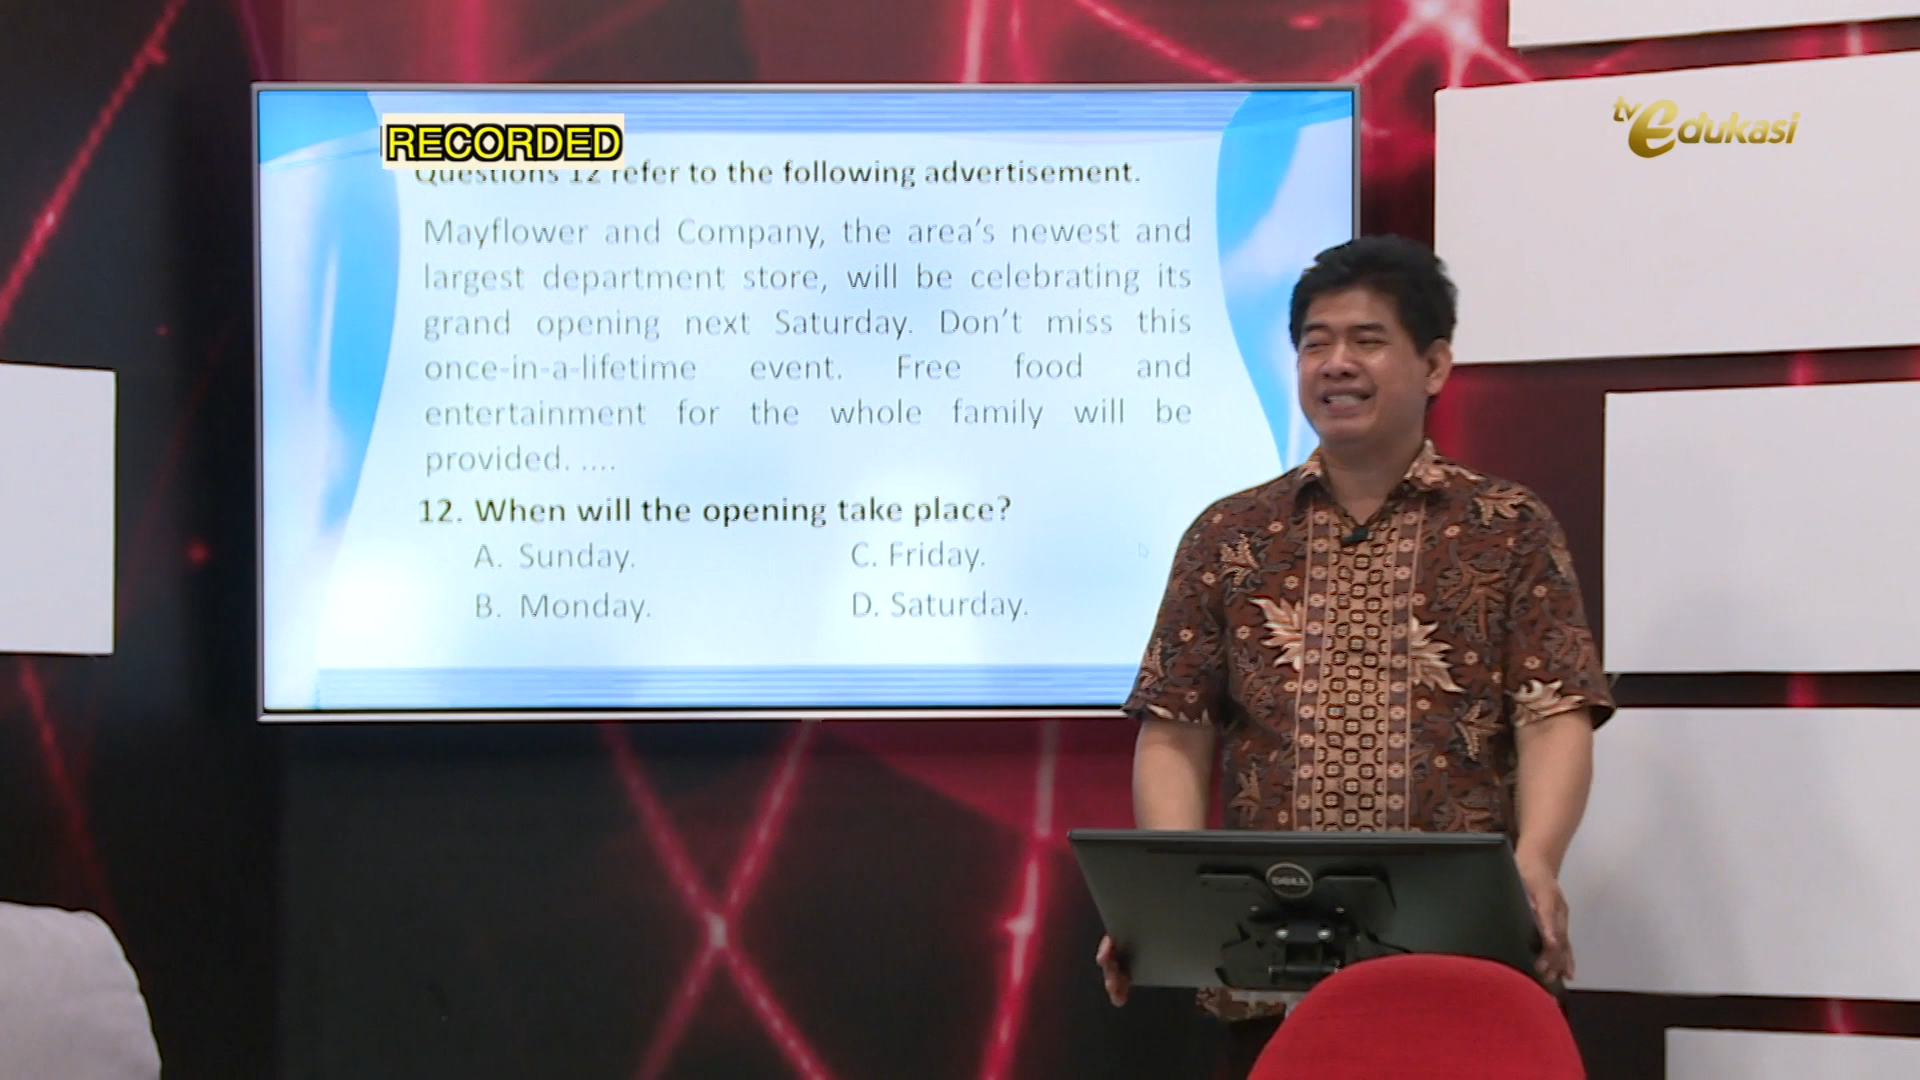 RECORDED
tv edukasi
Questions 12 refer to the following advertisement.
Mayflower and Company, the area's newest and
largest department store, will be celebrating its
grand opening next Saturday. Don't miss this
once-in-a-lifetime event. Free food and
entertainment for the whole family will be
provided. ....
12. When will the opening take place?
A. Sunday. C. Friday.
B. Monday. D. Saturday.
DELL